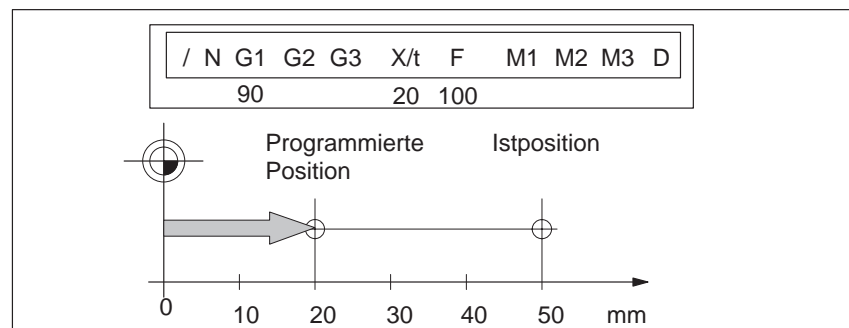 / N G1 G2 G3 X/t F M1 M2 M3 D
90 20 100
Programmierte Istposition
Position
0 10 20 30 40 50 mm